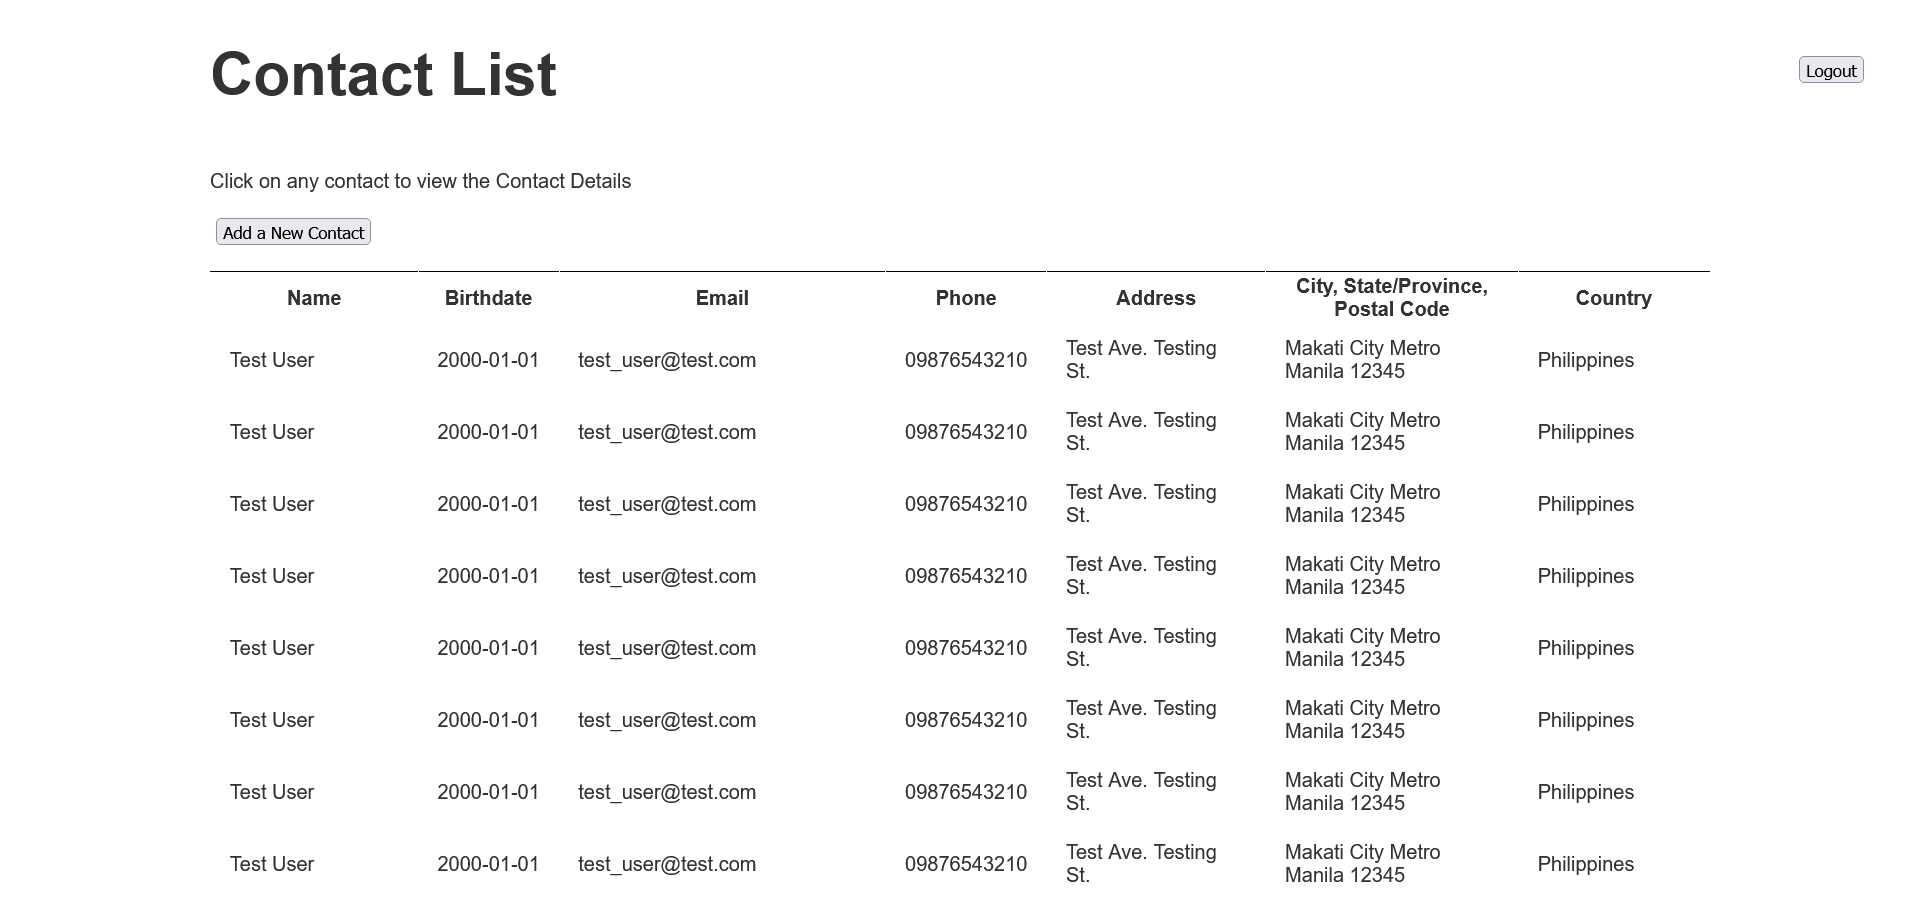 Contact List
Logout
Click on any contact to view the Contact Details
Add a New Contact
Name Birthdate Email Phone Address City, State/Province, Postal Code Country
Test User 2000-01-01 test_user@test.com 09876543210 Test Ave. Testing St. Makati City Metro Manila 12345 Philippines
Test User 2000-01-01 test_user@test.com 09876543210 Test Ave. Testing St. Makati City Metro Manila 12345 Philippines
Test User 2000-01-01 test_user@test.com 09876543210 Test Ave. Testing St. Makati City Metro Manila 12345 Philippines
Test User 2000-01-01 test_user@test.com 09876543210 Test Ave. Testing St. Makati City Metro Manila 12345 Philippines
Test User 2000-01-01 test_user@test.com 09876543210 Test Ave. Testing St. Makati City Metro Manila 12345 Philippines
Test User 2000-01-01 test_user@test.com 09876543210 Test Ave. Testing St. Makati City Metro Manila 12345 Philippines
Test User 2000-01-01 test_user@test.com 09876543210 Test Ave. Testing St. Makati City Metro Manila 12345 Philippines
Test User 2000-01-01 test_user@test.com 09876543210 Test Ave. Testing St. Makati City Metro Manila 12345 Philippines